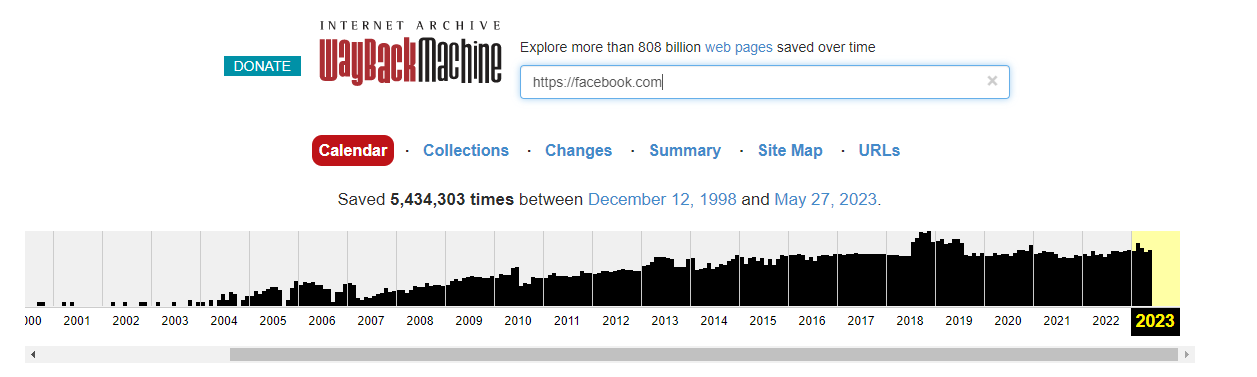 INTERNET ARCHIVE
WayBackMachine
DONATE
Explore more than 808 billion web pages saved over time
https://facebook.com
×
Calendar · Collections · Changes · Summary · Site Map · URLs
Saved 5,434,303 times between December 12, 1998 and May 27, 2023.
00 2001 2002 2003 2004 2005 2006 2007 2008 2009 2010 2011 2012 2013 2014 2015 2016 2017 2018 2019 2020 2021 2022 2023